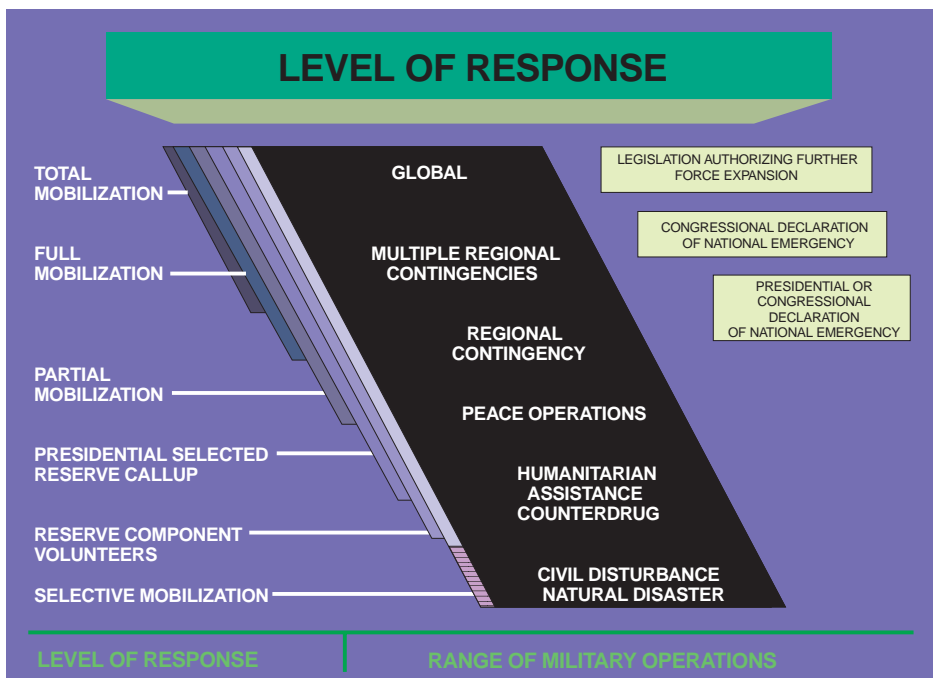 LEVEL OF RESPONSE
TOTAL
MOBILIZATION
FULL
MOBILIZATION
PARTIAL
MOBILIZATION
PRESIDENTIAL SELECTED
RESERVE CALLUP
RESERVE COMPONENT
VOLUNTEERS
SELECTIVE MOBILIZATION
GLOBAL
MULTIPLE REGIONAL
CONTINGENCIES
REGIONAL
CONTINGENCY
PEACE OPERATIONS
HUMANITARIAN
ASSISTANCE
COUNTERDRUG
CIVIL DISTURBANCE
NATURAL DISASTER
LEGISLATION AUTHORIZING FURTHER
FORCE EXPANSION
CONGRESSIONAL DECLARATION
OF NATIONAL EMERGENCY
PRESIDENTIAL OR
CONGRESSIONAL
DECLARATION
OF NATIONAL EMERGENCY
LEVEL OF RESPONSE
RANGE OF MILITARY OPERATIONS